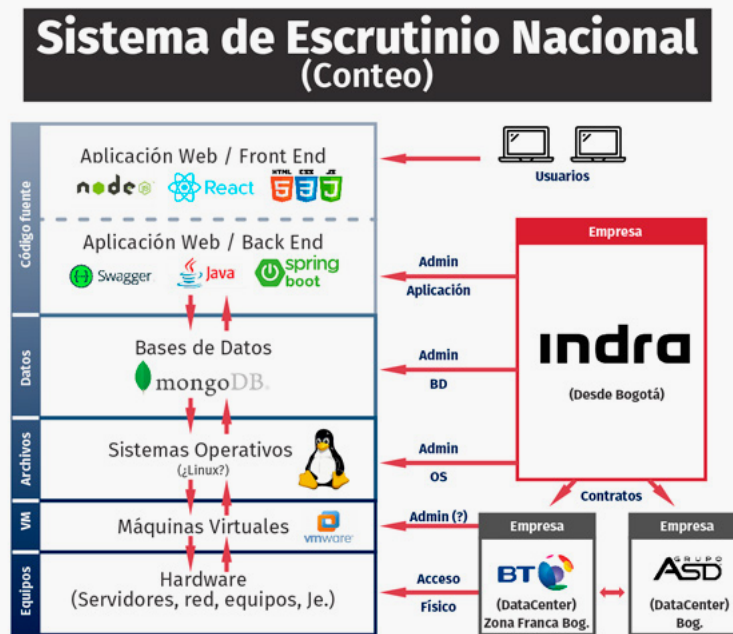 Sistema de Escrutinio Nacional
(Conteo)
Código fuente
Aplicación Web / Front End
node
JS
React
HTML
5
CSS
3
JS
J
Usuarios
Aplicación Web / Back End
Swagger
Java
spring
boot
Admin
Aplicación
Empresa
indra
(Desde Bogotá)
Datos
Bases de Datos
mongoDB.
Admin
BD
Archivos
Sistemas Operativos
(¿Linux?)
Admin
OS
Contratos
VM
Máquinas Virtuales
vmware
Admin (?)
Equipos
Hardware
(Servidores, red, equipos, Je.)
Acceso
Físico
Empresa
BT
(DataCenter)
Zona Franca Bog.
Empresa
GRUPO
ASD
(DataCenter)
Bog.